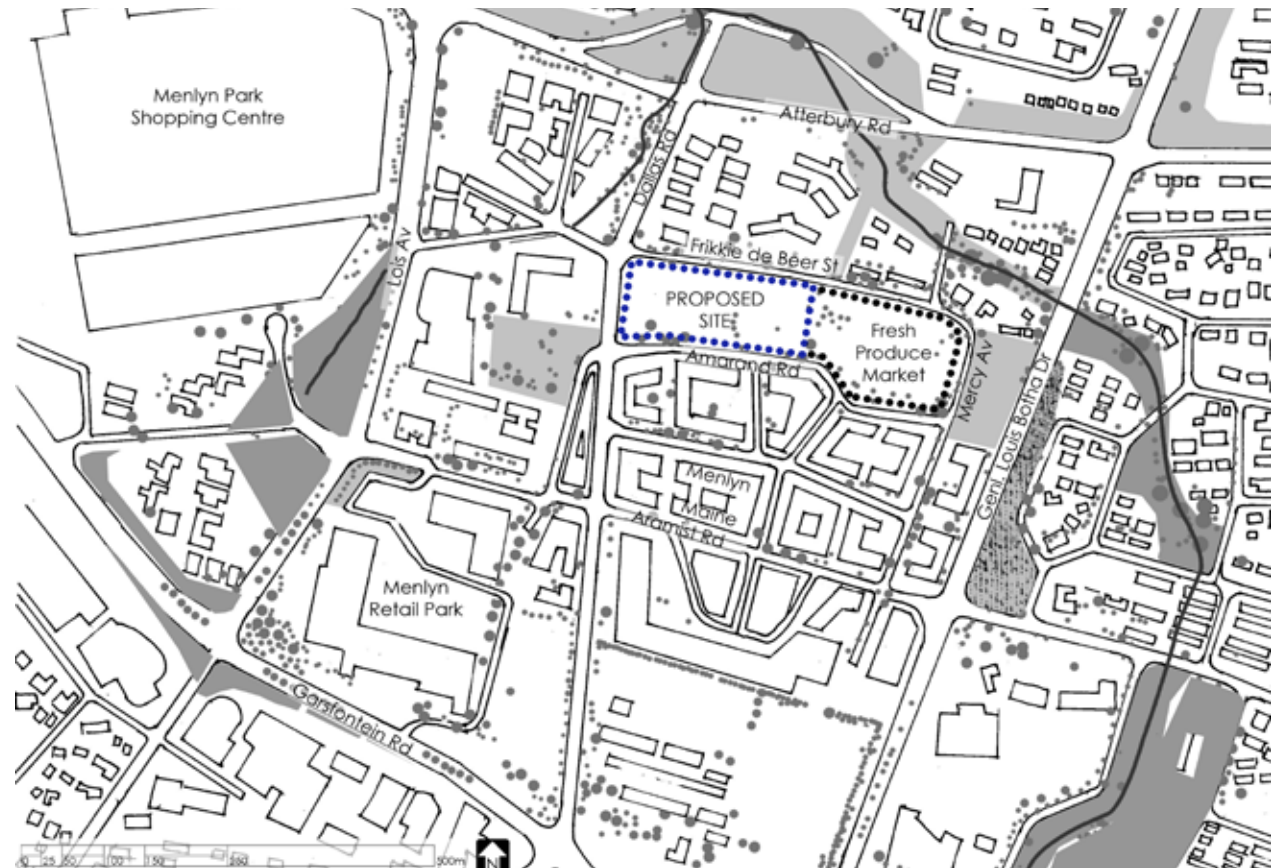 Menlyn Park
Shopping Centre
Atterbury Rd
Dallas Rd
Lois Av
Frikkie de Béer St
PROPOSED
SITE
Fresh
Produce
Market
Amarand Rd
Mercy Av
Genl. Louis Botha Dr
Menlyn
Maine
Aramist Rd
Menlyn
Retail Park
Garsfontein Rd
0 25 50 100 150 250 500m
N